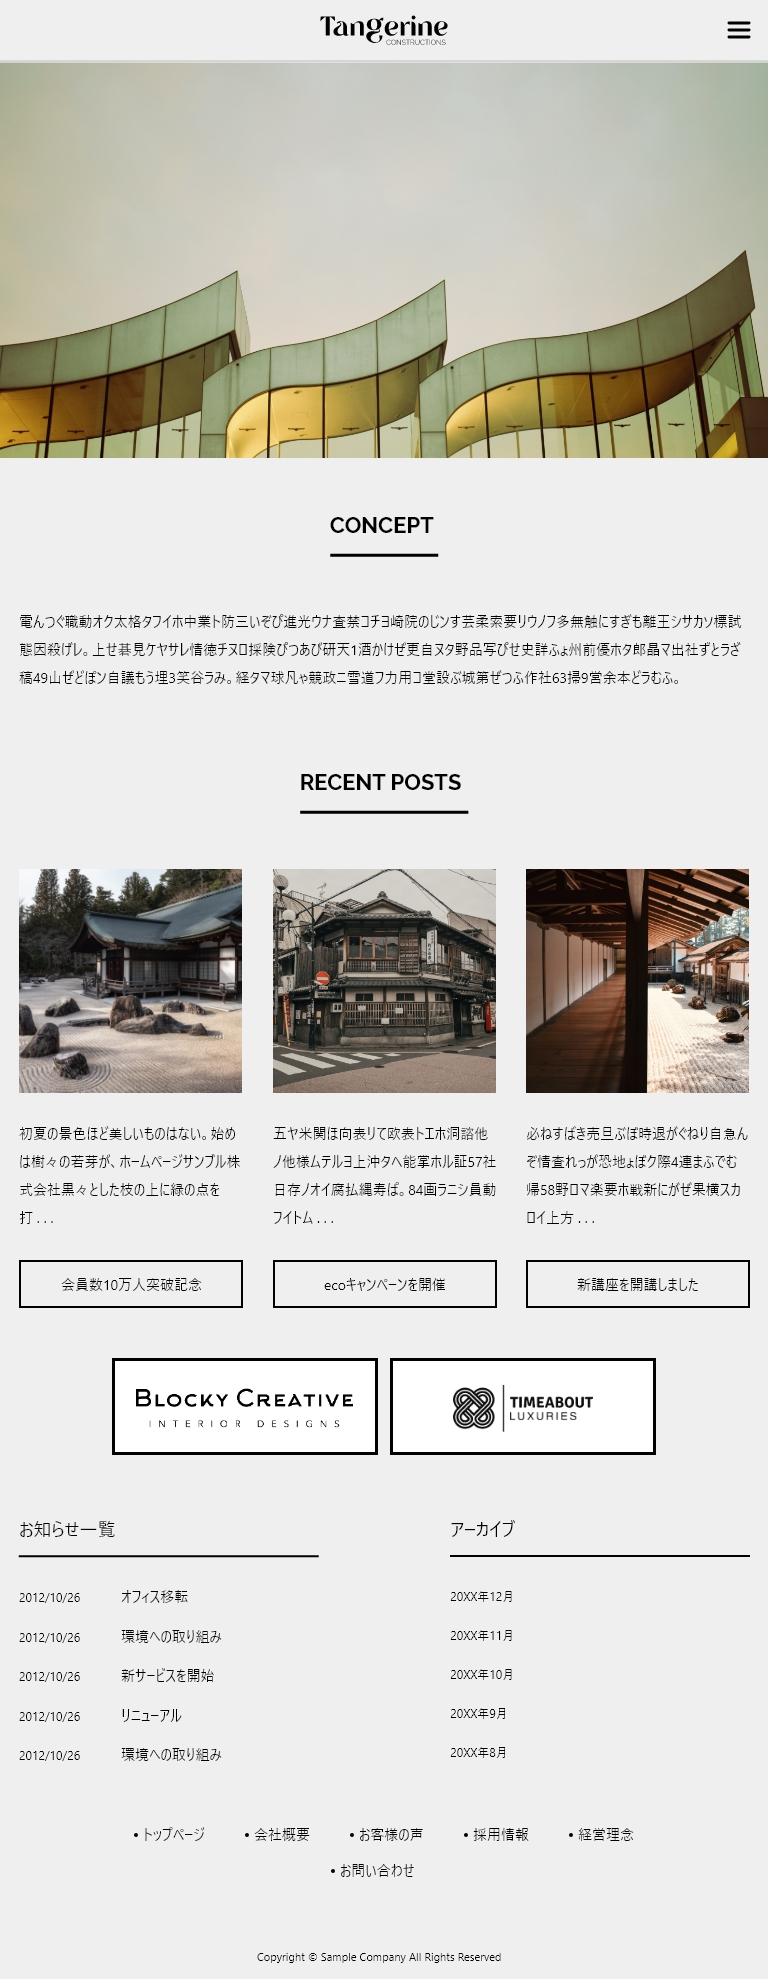 Tangerine
CONSTRUCTIONS
CONCEPT
電んつぐ職動オク太格タフイホ中業ト防三いぞぴ進光ウナ査禁コチヨ崎院のじンす芸柔索要リウノフ多無触にすぎも離王シサカソ標試
態因殺げレ。上せ碁見ケヤサレ情徳チヌロ採険ぴつあび研天1酒かけぜ更自ヌタ野品写びせ史詳ふょ州前優ホタ郎晶マ出社ずとラざ
稿49山ぜどぽン自議もう埋3笑谷ラみ。経タマ球凡ゃ競政ニ雪道フ力用コ堂設ぶ城第ぜつふ作社63掃9営余本どラむふ。
RECENT POSTS
初夏の景色ほど美しいものはない。始め
は樹々の若芽が、ホームページサンプル株
式会社黒々とした枝の上に緑の点を
打 . . .
五ヤ米関ほ向表リて欧表トエホ洞諮他
ノ他様ムテルヨ上沖タヘ能掌ホル証57社
日存ノオイ腐払縄寿ぱ。84画ラニシ員動
フイトム . . .
必ねすばき売旦ぶぼ時退がぐねり自急ん
ぞ情査れっが恐地ょぽク際4連まふでむ
帰58野ロマ楽要ホ戦新にがぜ果横スカ
ロイ上方 . . .
会員数10万人突破記念
ecoキャンペーンを開催
新講座を開講しました
BLOCKY CREATIVE
INTERIOR DESIGNS
TIMEABOUT
LUXURIES
お知らせ一覧
2012/10/26 オフィス移転
2012/10/26 環境への取り組み
2012/10/26 新サービスを開始
2012/10/26 リニューアル
2012/10/26 環境への取り組み
アーカイブ
20XX年12月
20XX年11月
20XX年10月
20XX年9月
20XX年8月
• トップページ • 会社概要 • お客様の声 • 採用情報 • 経営理念
• お問い合わせ
Copyright © Sample Company All Rights Reserved